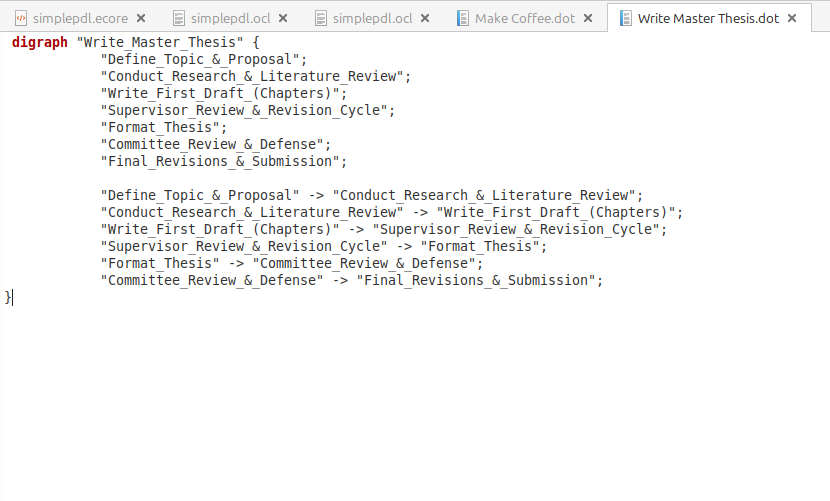 simplepdl.ecore simplepdl.ocl simplepdl.ocl Make Coffee.dot Write Master Thesis.dot
digraph "Write_Master_Thesis" {
"Define_Topic_&_Proposal";
"Conduct_Research_&_Literature_Review";
"Write_First_Draft_(Chapters)";
"Supervisor_Review_&_Revision_Cycle";
"Format_Thesis";
"Committee_Review_&_Defense";
"Final_Revisions_&_Submission";
"Define_Topic_&_Proposal" -> "Conduct_Research_&_Literature_Review";
"Conduct_Research_&_Literature_Review" -> "Write_First_Draft_(Chapters)";
"Write_First_Draft_(Chapters)" -> "Supervisor_Review_&_Revision_Cycle";
"Supervisor_Review_&_Revision_Cycle" -> "Format_Thesis";
"Format_Thesis" -> "Committee_Review_&_Defense";
"Committee_Review_&_Defense" -> "Final_Revisions_&_Submission";
}